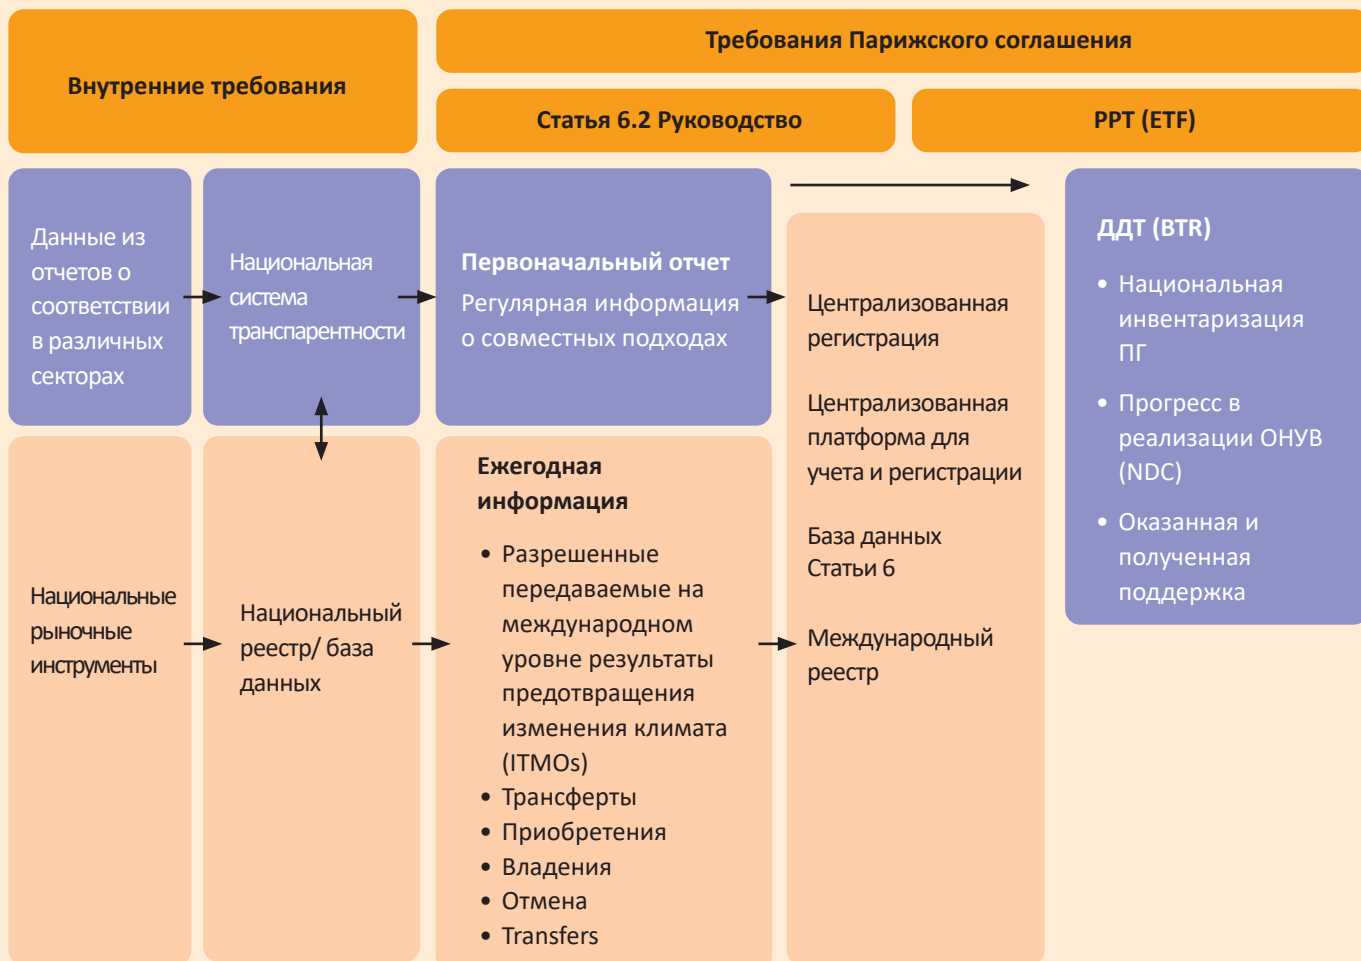 Внутренние требования
Требования Парижского соглашения
Статья 6.2 Руководство
РРТ (ETF)
Данные из
отчетов о
соответствии
в различных
секторах
Национальная
система
транспарентности
Первоначальный отчет
Регулярная информация
о совместных подходах
Централизованная
регистрация
Централизованная
платформа для
учета и регистрации
База данных
Статьи 6
Международный
реестр
ДДТ (BTR)
• Национальная
инвентаризация
ПГ
• Прогресс в
реализации ОНУВ
(NDC)
• Оказанная и
полученная
поддержка
Национальные
рыночные
инструменты
Национальный
реестр/ база
данных
Ежегодная
информация
• Разрешенные
передаваемые на
международном
уровне результаты
предотвращения
изменения климата
(ITMOs)
• Трансферты
• Приобретения
• Владения
• Отмена
• Transfers